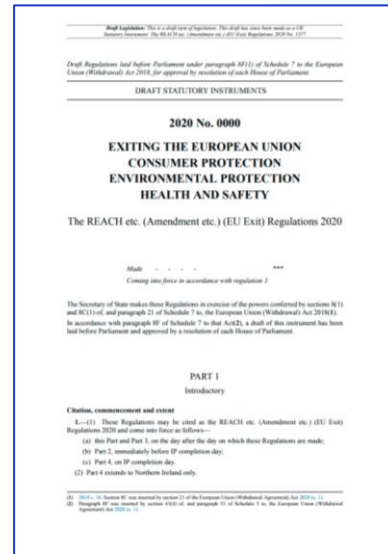 Draft Legislation: This is a draft item of legislation. This draft has since been made as a UK
Statutory Instrument: The REACH etc. (Amendment etc.) (EU Exit) Regulations 2020 No. 1577
Draft Regulations laid before Parliament under paragraph 8F(1) of Schedule 7 to the European
Union (Withdrawal) Act 2018, for approval by resolution of each House of Parliament.
DRAFT STATUTORY INSTRUMENTS
2020 No. 0000
EXITING THE EUROPEAN UNION
CONSUMER PROTECTION
ENVIRONMENTAL PROTECTION
HEALTH AND SAFETY
The REACH etc. (Amendment etc.) (EU Exit) Regulations 2020
Made - - - - ***
Coming into force in accordance with regulation 1
The Secretary of State makes these Regulations in exercise of the powers conferred by sections 8(1)
and 8C(1) of, and paragraph 21 of Schedule 7 to, the European Union (Withdrawal) Act 2018(1).
In accordance with paragraph 8F of Schedule 7 to that Act(2), a draft of this instrument has been
laid before Parliament and approved by a resolution of each House of Parliament.
PART 1
Introductory
Citation, commencement and extent
1.—(1) These Regulations may be cited as the REACH etc. (Amendment etc.) (EU Exit)
Regulations 2020 and come into force as follows—
(a) this Part and Part 3, on the day after the day on which these Regulations are made;
(b) Part 2, immediately before IP completion day;
(c) Part 4, on IP completion day.
(2) Part 4 extends to Northern Ireland only.
(1) 2018 c. 16. Section 8C was inserted by section 21 of the European Union (Withdrawal Agreement) Act 2020 (c. 1).
(2) Paragraph 8F was inserted by section 41(4) of, and paragraph 51 of Schedule 7 to, the European Union (Withdrawal
Agreement) Act 2020 (c. 1).